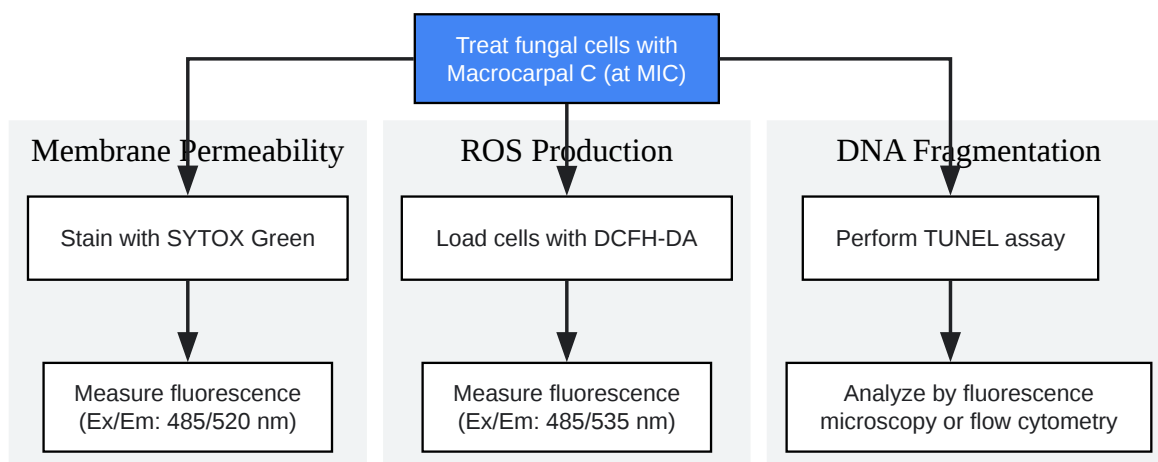 Treat fungal cells with
Macrocarpal C (at MIC)
Membrane Permeability
Stain with SYTOX Green
Measure fluorescence
(Ex/Em: 485/520 nm)
ROS Production
Load cells with DCFH-DA
Measure fluorescence
(Ex/Em: 485/535 nm)
DNA Fragmentation
Perform TUNEL assay
Analyze by fluorescence
microscopy or flow cytometry